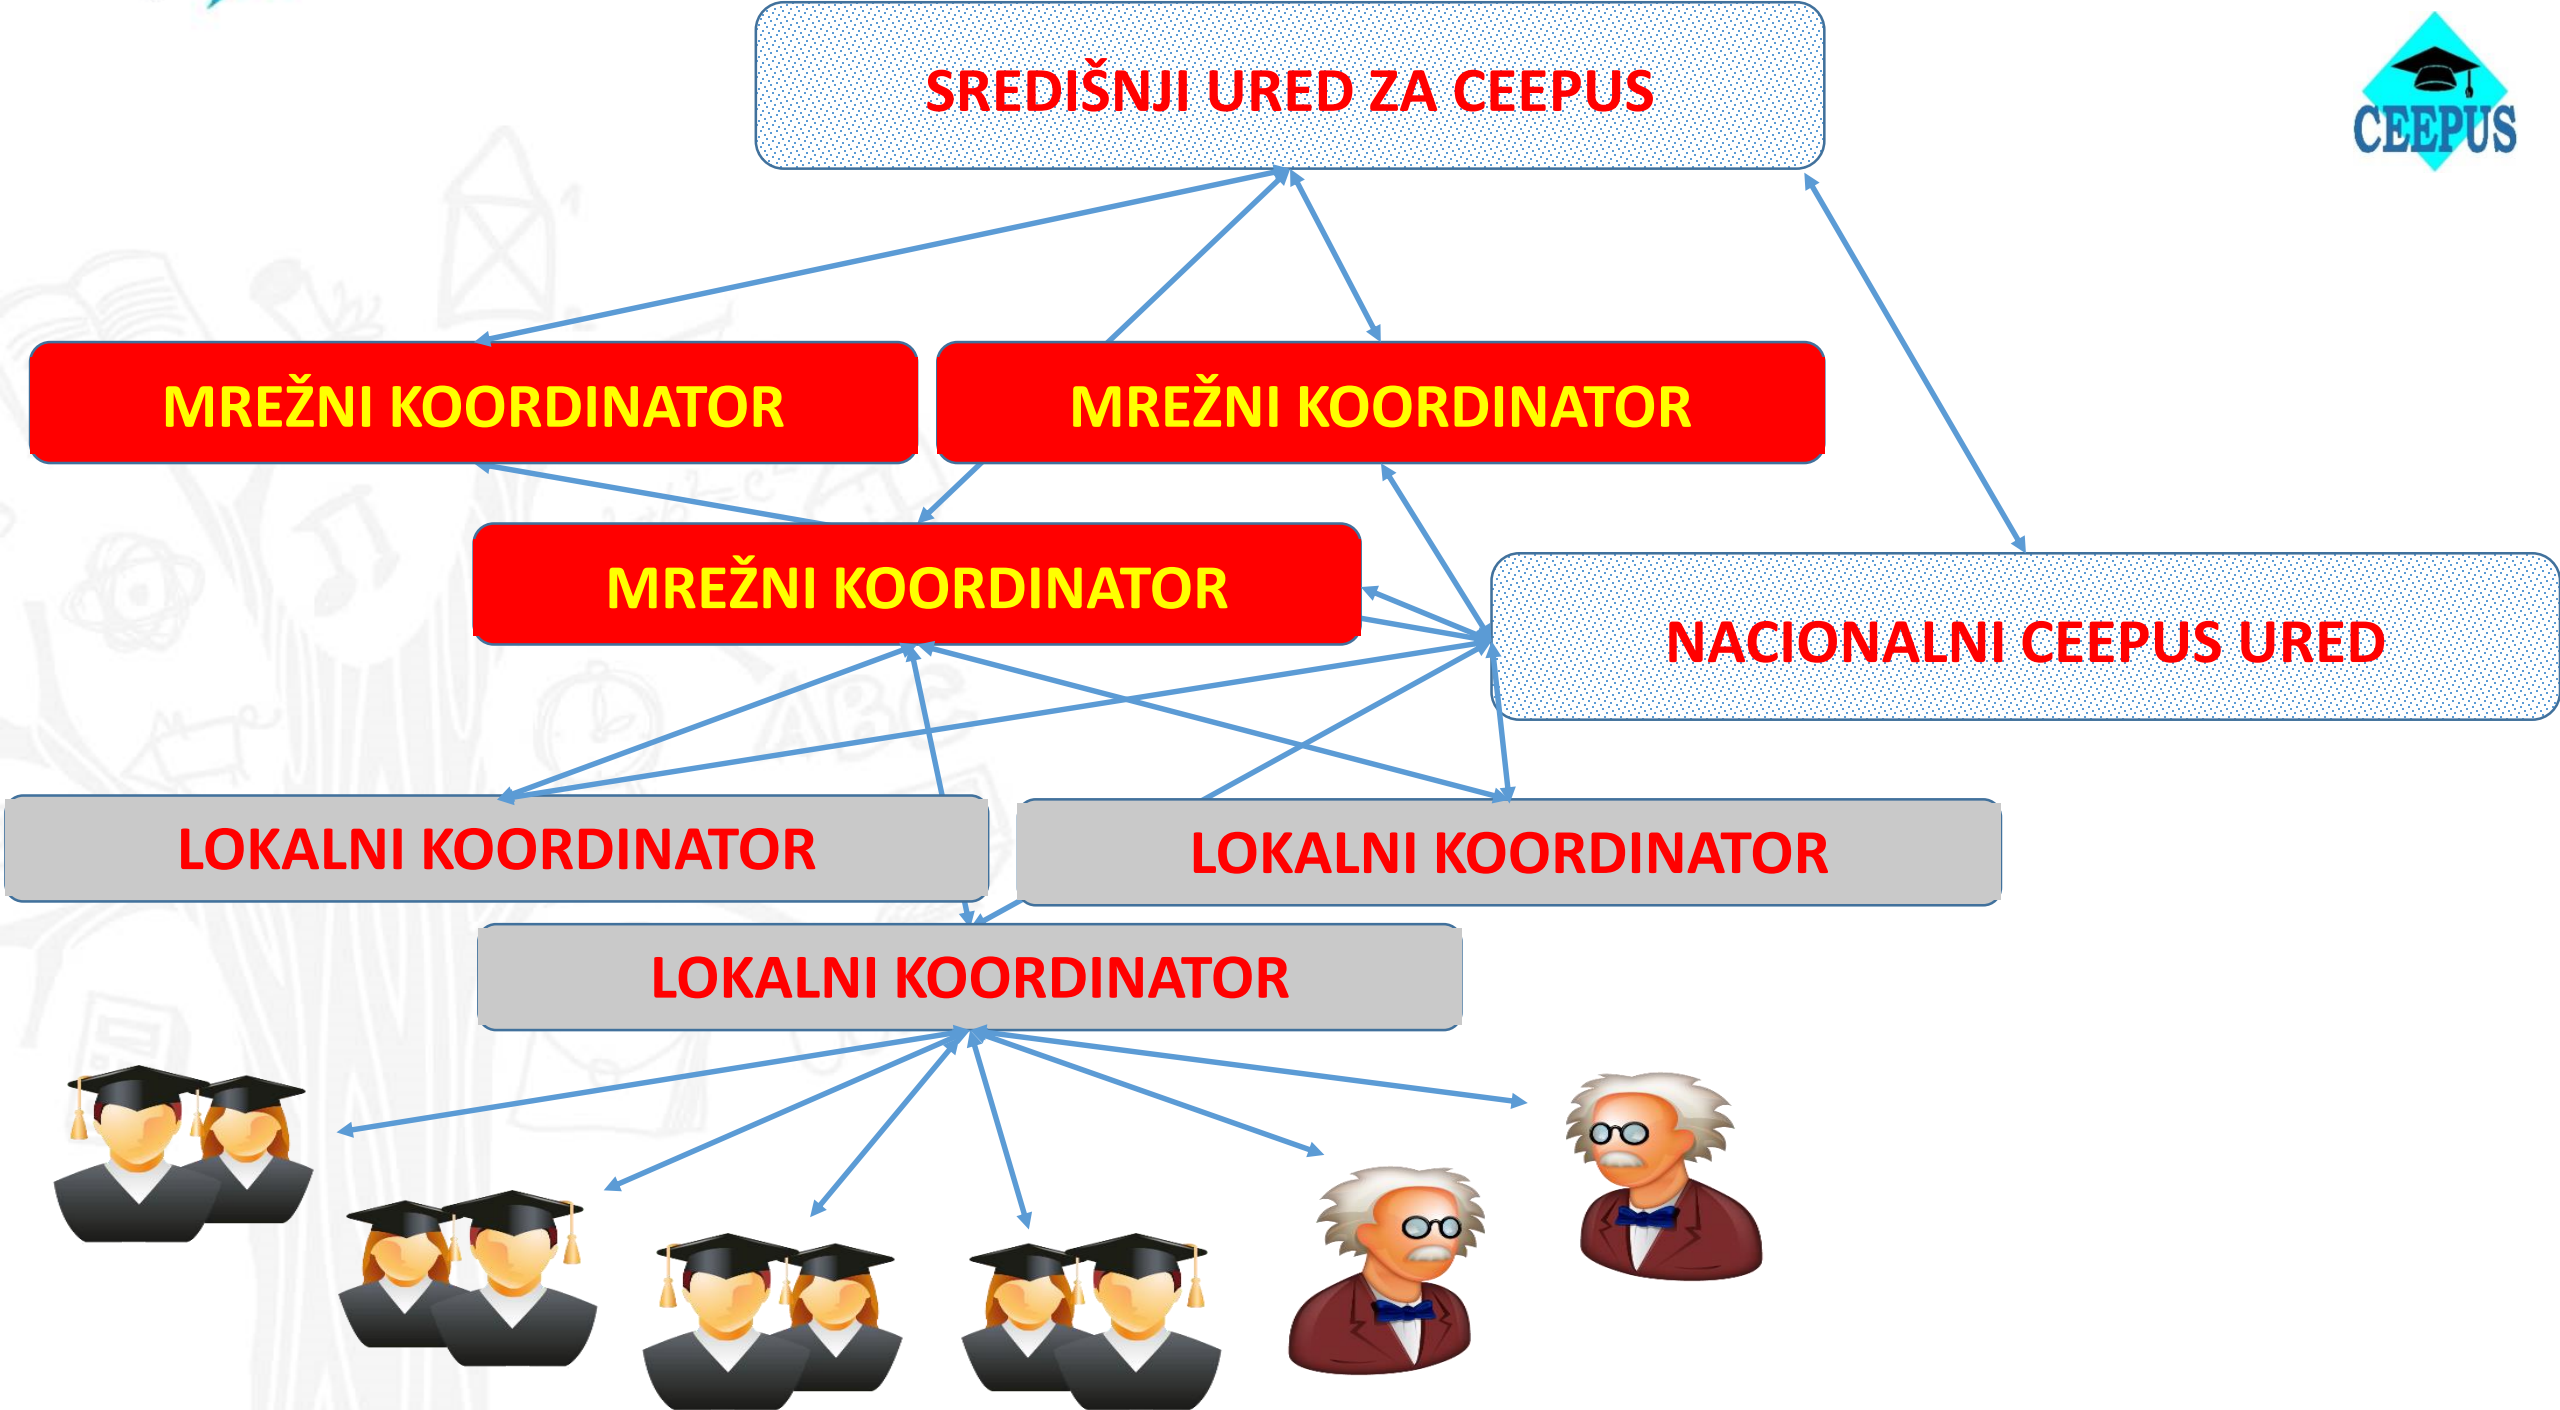 SREDIŠNJI URED ZA CEEPUS
CEEPUS
MREŽNI KOORDINATOR
MREŽNI KOORDINATOR
MREŽNI KOORDINATOR
NACIONALNI CEEPUS URED
ABC
LOKALNI KOORDINATOR
LOKALNI KOORDINATOR
LOKALNI KOORDINATOR